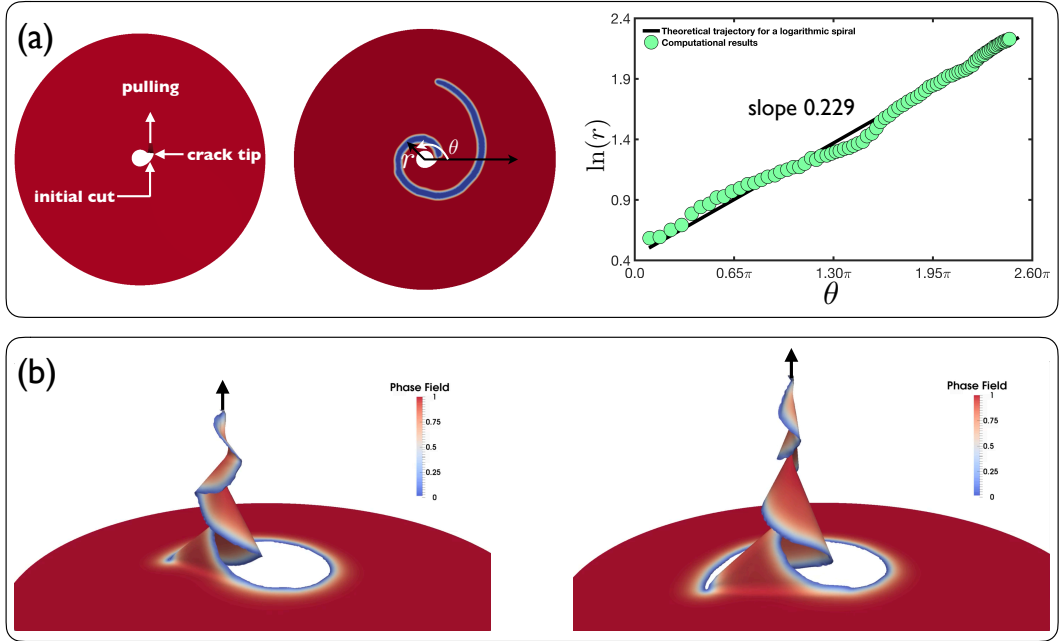 (a)
pulling
crack tip
initial cut
r
θ
Theoretical trajectory for a logarithmic spiral
Computational results
slope 0.229
ln(r)
2.4
1.9
1.4
0.9
0.4
0.0 0.65π 1.30π 1.95π 2.60π
θ
(b)
Phase Field
1
0.75
0.5
0.25
0
Phase Field
1
0.75
0.5
0.25
0